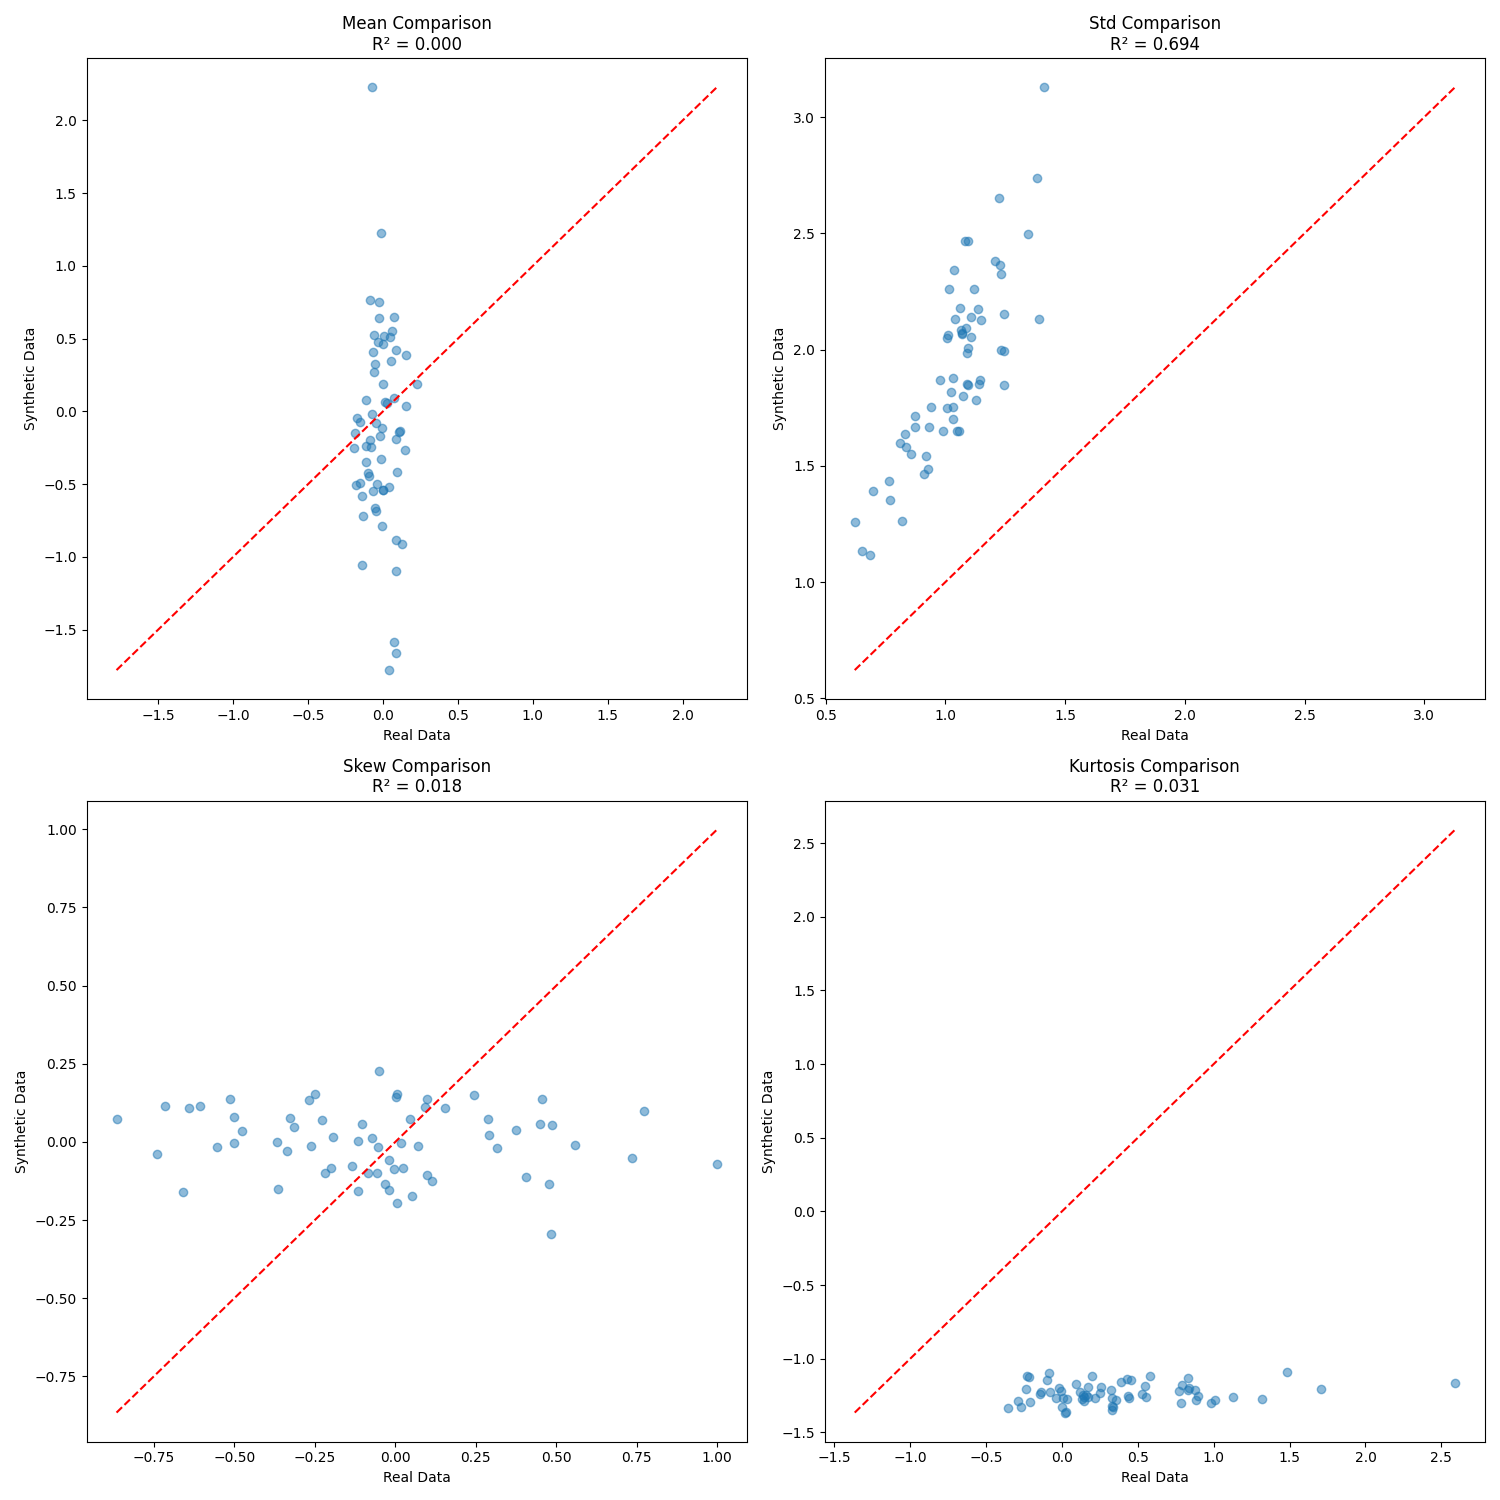 Mean Comparison
R² = 0.000
2.0
1.5
1.0
0.5
0.0
−0.5
−1.0
−1.5
Synthetic Data
−1.5 −1.0 −0.5 0.0 0.5 1.0 1.5 2.0
Real Data
Std Comparison
R² = 0.694
3.0
2.5
2.0
1.5
1.0
0.5
Synthetic Data
0.5 1.0 1.5 2.0 2.5 3.0
Real Data
Skew Comparison
R² = 0.018
1.00
0.75
0.50
0.25
0.00
−0.25
−0.50
−0.75
Synthetic Data
−0.75 −0.50 −0.25 0.00 0.25 0.50 0.75 1.00
Real Data
Kurtosis Comparison
R² = 0.031
2.5
2.0
1.5
1.0
0.5
0.0
−0.5
−1.0
−1.5
Synthetic Data
−1.5 −1.0 −0.5 0.0 0.5 1.0 1.5 2.0 2.5
Real Data